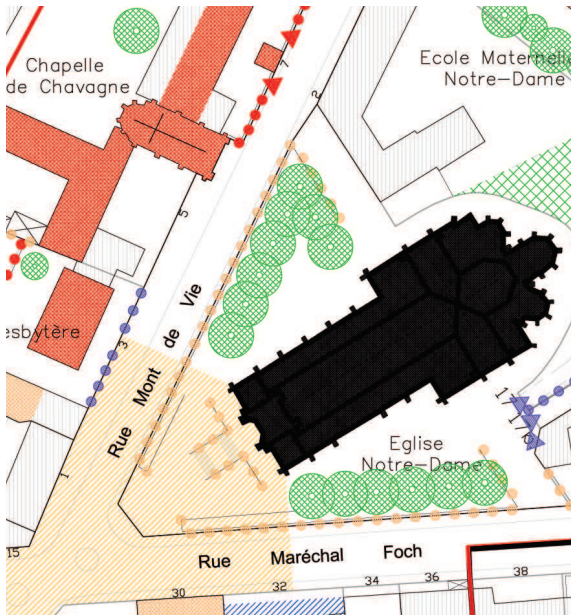 Chapelle
de Chavagne
Ecole Maternelle
Notre-Dame
7
2
5
esbytère
3
Rue Mont de Vie
Eglise
Notre-Dame
1
15
Rue Maréchal Foch
30
32
34
36
38